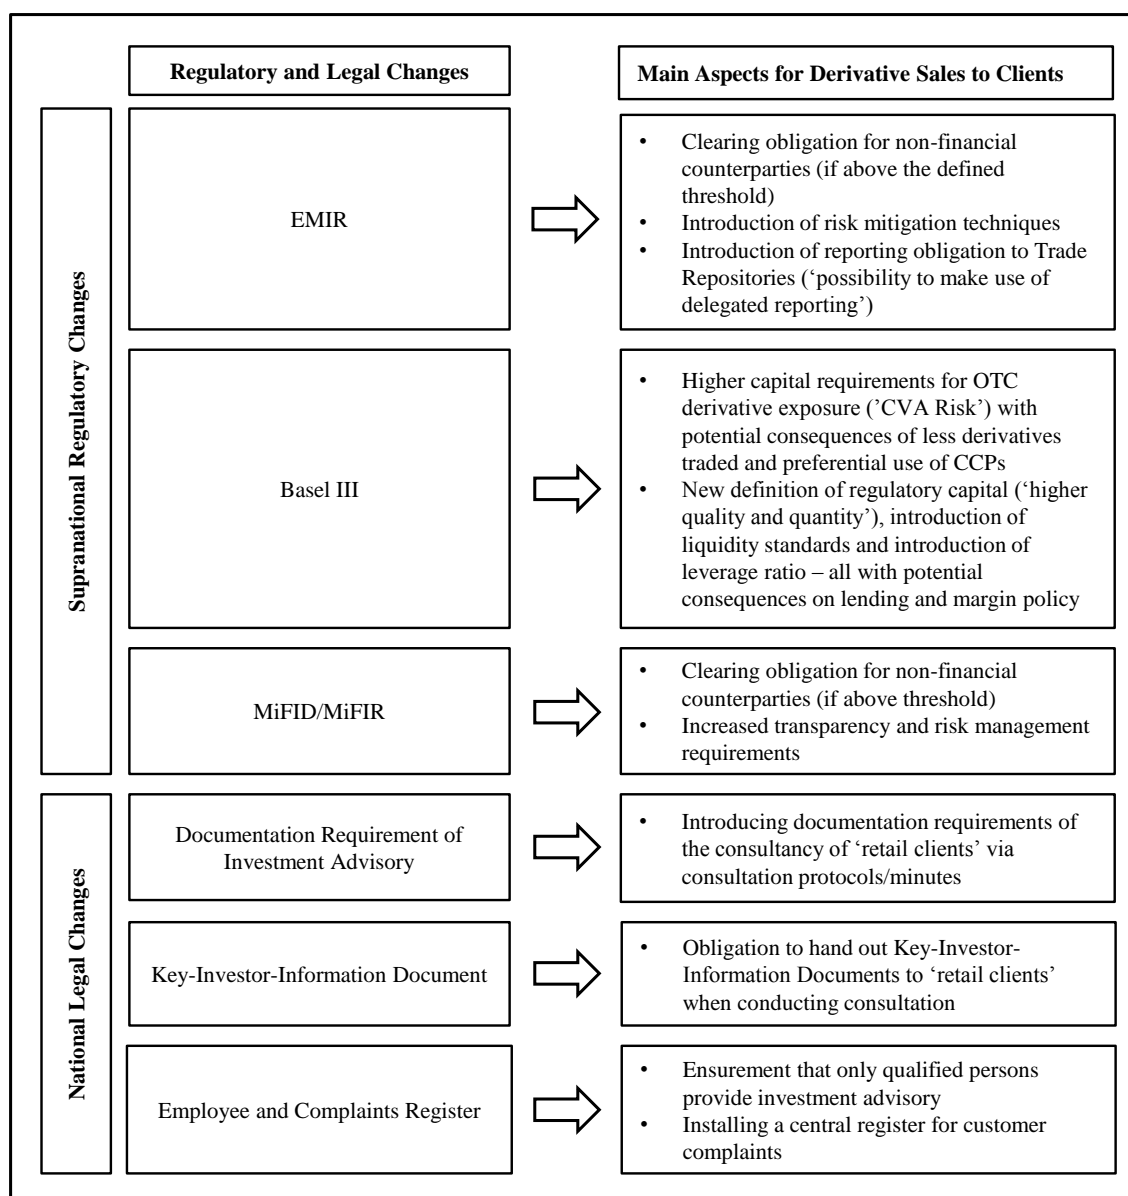 Regulatory and Legal Changes
Main Aspects for Derivative Sales to Clients
Supranational Regulatory Changes
EMIR
• Clearing obligation for non-financial
counterparties (if above the defined
threshold)
• Introduction of risk mitigation techniques
• Introduction of reporting obligation to Trade
Repositories (‘possibility to make use of
delegated reporting’)
Basel III
• Higher capital requirements for OTC
derivative exposure (’CVA Risk’) with
potential consequences of less derivatives
traded and preferential use of CCPs
• New definition of regulatory capital (‘higher
quality and quantity’), introduction of
liquidity standards and introduction of
leverage ratio – all with potential
consequences on lending and margin policy
MiFID/MiFIR
• Clearing obligation for non-financial
counterparties (if above threshold)
• Increased transparency and risk management
requirements
National Legal Changes
Documentation Requirement of
Investment Advisory
• Introducing documentation requirements of
the consultancy of ‘retail clients’ via
consultation protocols/minutes
Key-Investor-Information Document
• Obligation to hand out Key-Investor-
Information Documents to ‘retail clients’
when conducting consultation
Employee and Complaints Register
• Ensurement that only qualified persons
provide investment advisory
• Installing a central register for customer
complaints